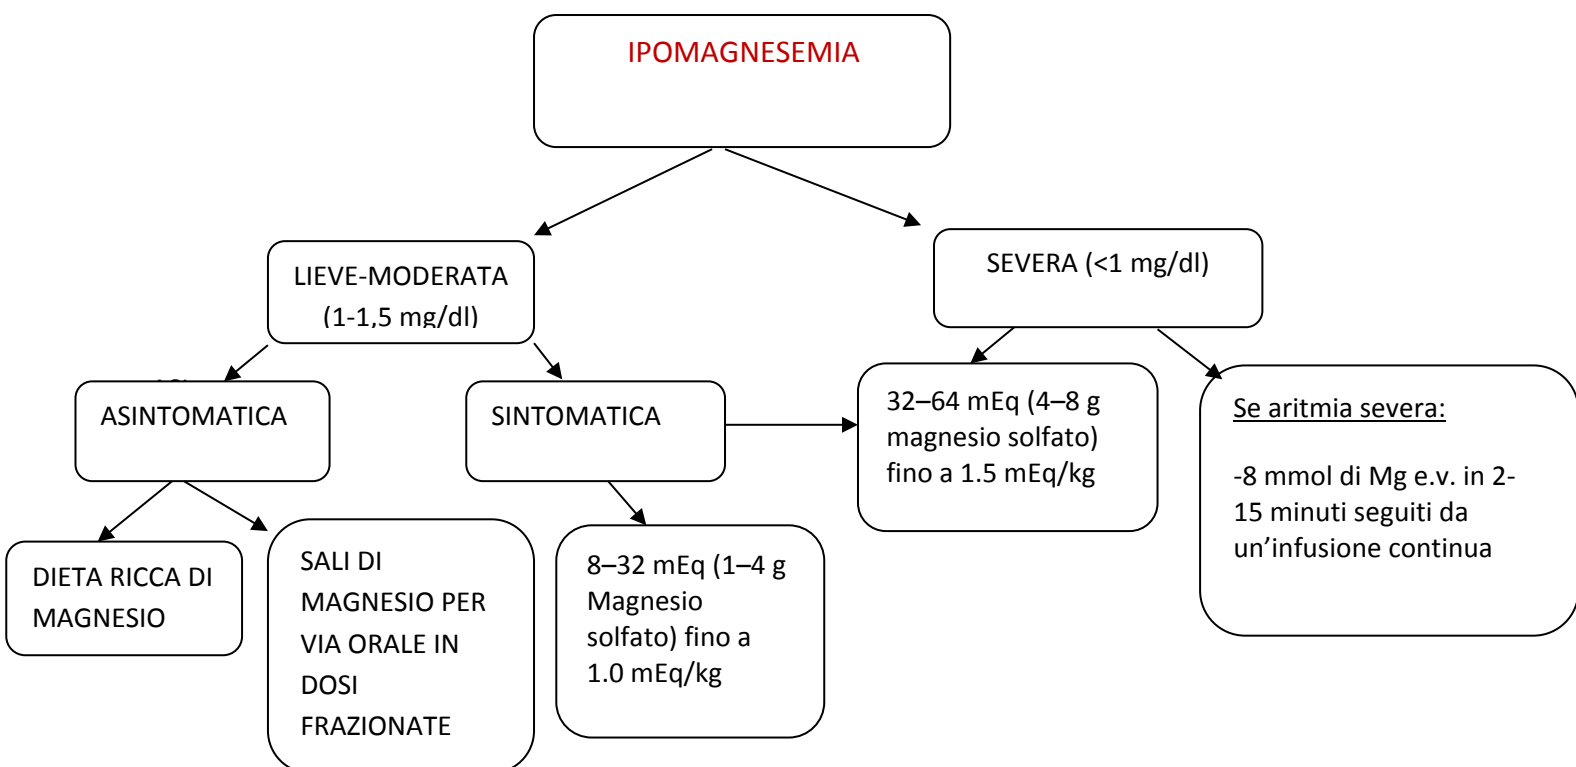 IPOMAGNESEMIA
LIEVE-MODERATA
(1-1,5 mg/dl)
SEVERA (<1 mg/dl)
ASINTOMATICA
SINTOMATICA
32–64 mEq (4–8 g
magnesio solfato)
fino a 1.5 mEq/kg
Se aritmia severa:
-8 mmol di Mg e.v. in 2-
15 minuti seguiti da
un’infusione continua
DIETA RICCA DI
MAGNESIO
SALI DI
MAGNESIO PER
VIA ORALE IN
DOSI
FRAZIONATE
8–32 mEq (1–4 g
Magnesio
solfato) fino a
1.0 mEq/kg